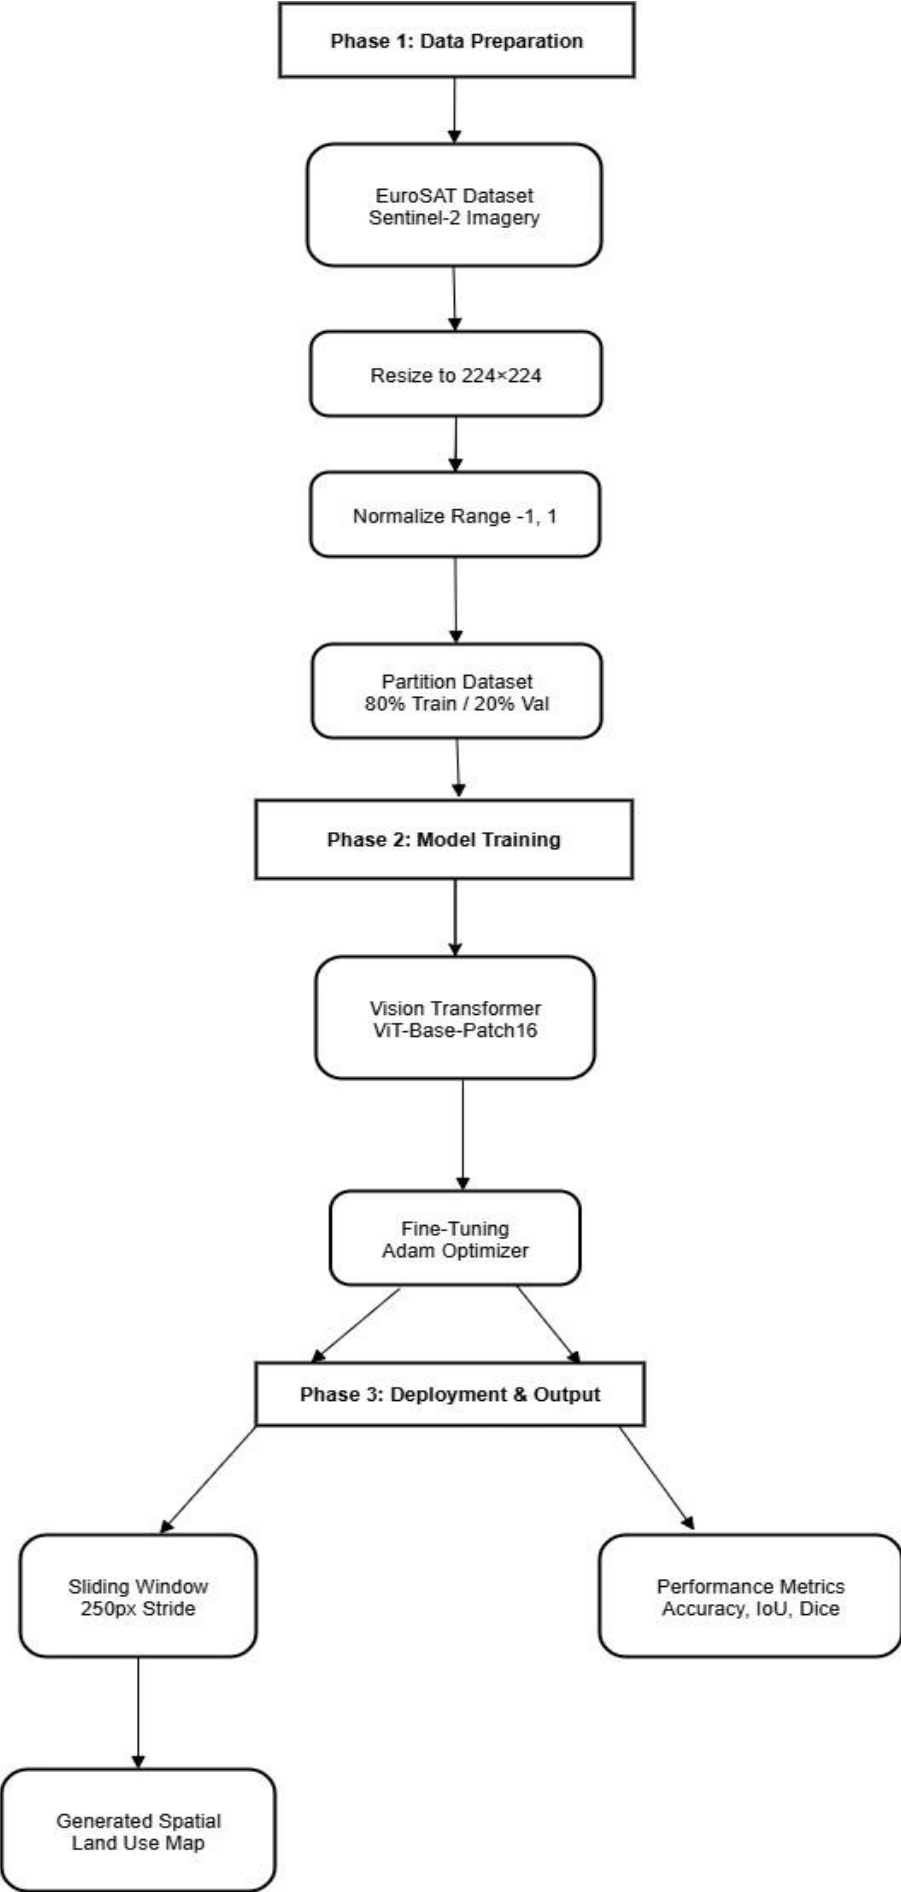 Phase 1: Data Preparation
EuroSAT Dataset
Sentinel-2 Imagery
Resize to 224×224
Normalize Range -1, 1
Partition Dataset
80% Train / 20% Val
Phase 2: Model Training
Vision Transformer
ViT-Base-Patch16
Fine-Tuning
Adam Optimizer
Phase 3: Deployment & Output
Sliding Window
250px Stride
Performance Metrics
Accuracy, IoU, Dice
Generated Spatial
Land Use Map